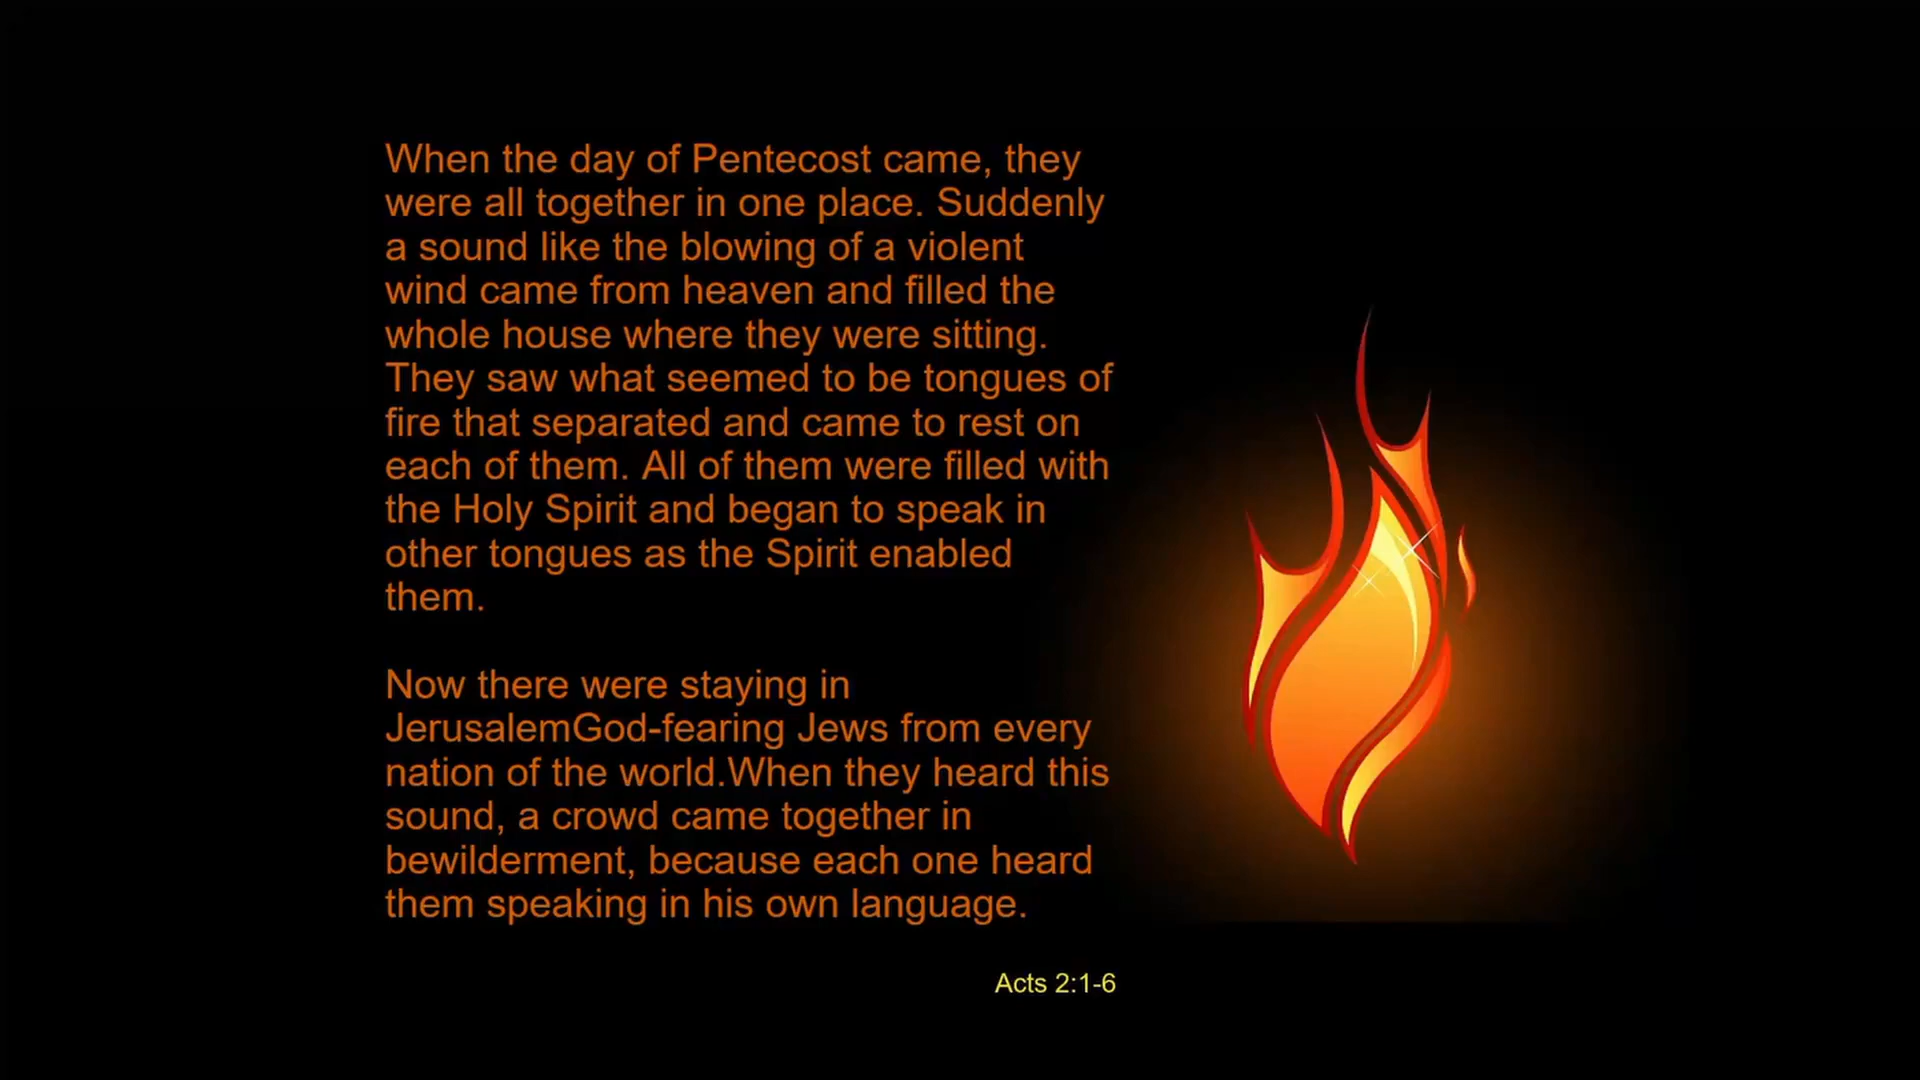 When the day of Pentecost came, they
were all together in one place. Suddenly
a sound like the blowing of a violent
wind came from heaven and filled the
whole house where they were sitting.
They saw what seemed to be tongues of
fire that separated and came to rest on
each of them. All of them were filled with
the Holy Spirit and began to speak in
other tongues as the Spirit enabled
them.
Now there were staying in
JerusalemGod-fearing Jews from every
nation of the world.When they heard this
sound, a crowd came together in
bewilderment, because each one heard
them speaking in his own language.
Acts 2:1-6